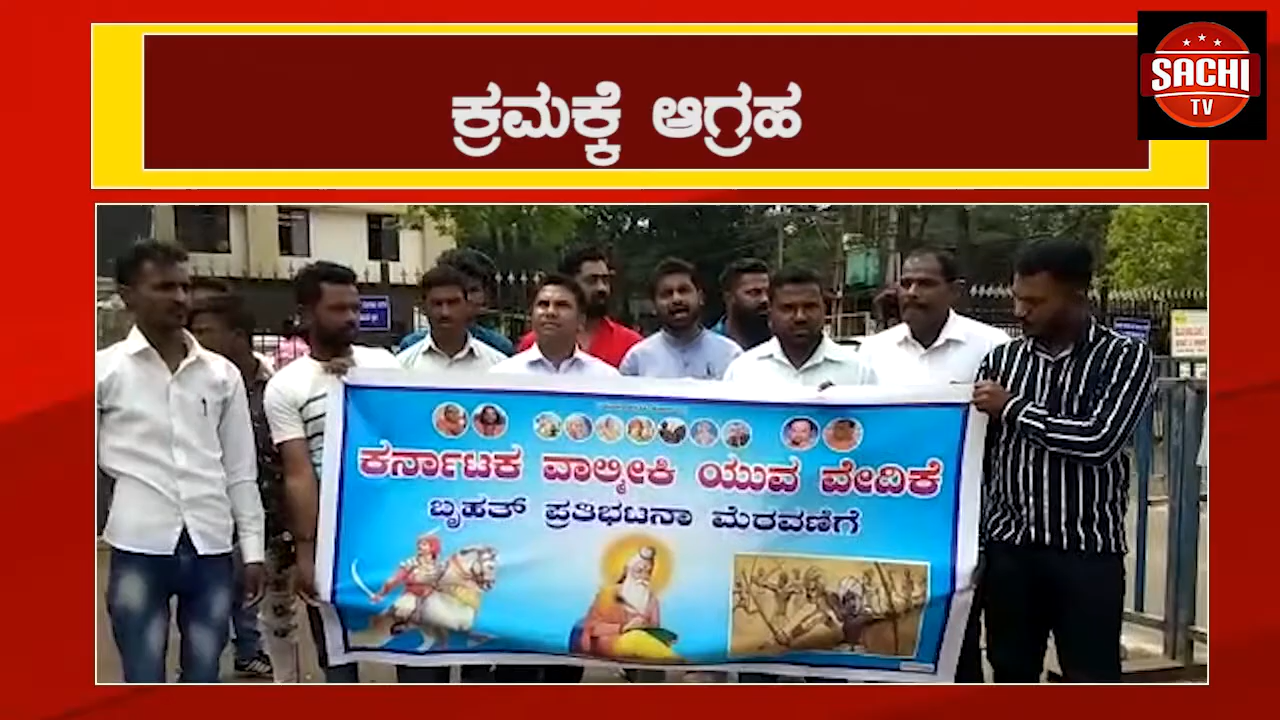 ಕ್ರಮಕ್ಕೆ ಆಗ್ರಹ
SACHI
TV
ಕರ್ನಾಟಕ ವಾಲ್ಮೀಕಿ ಯುವ ವೇದಿಕೆ
ಬೃಹತ್ ಪ್ರತಿಭಟನಾ ಮೆರವಣಿಗೆ